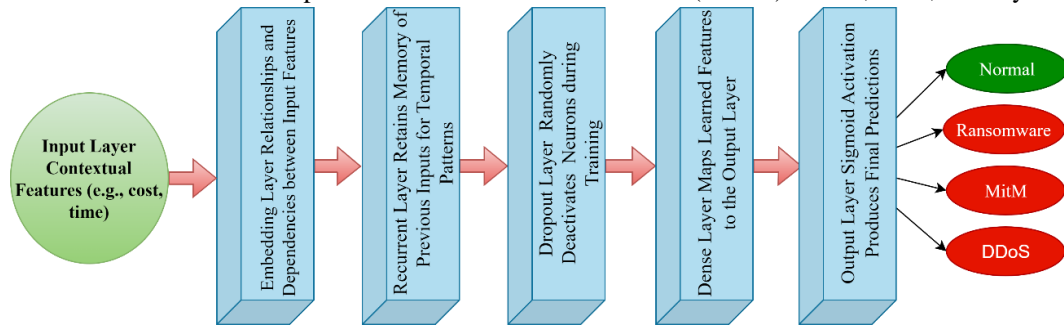 Input Layer
Contextual
Features (e.g., cost,
time)
Embedding Layer Relationships and
Dependencies between Input Features
Recurrent Layer Retains Memory of
Previous Inputs for Temporal
Patterns
Dropout Layer Randomly
Deactivates Neurons during
Training
Dense Layer Maps Learned Features
to the Output Layer
Output Layer Sigmoid Activation
Produces Final Predictions
Normal
Ransomware
MitM
DDoS